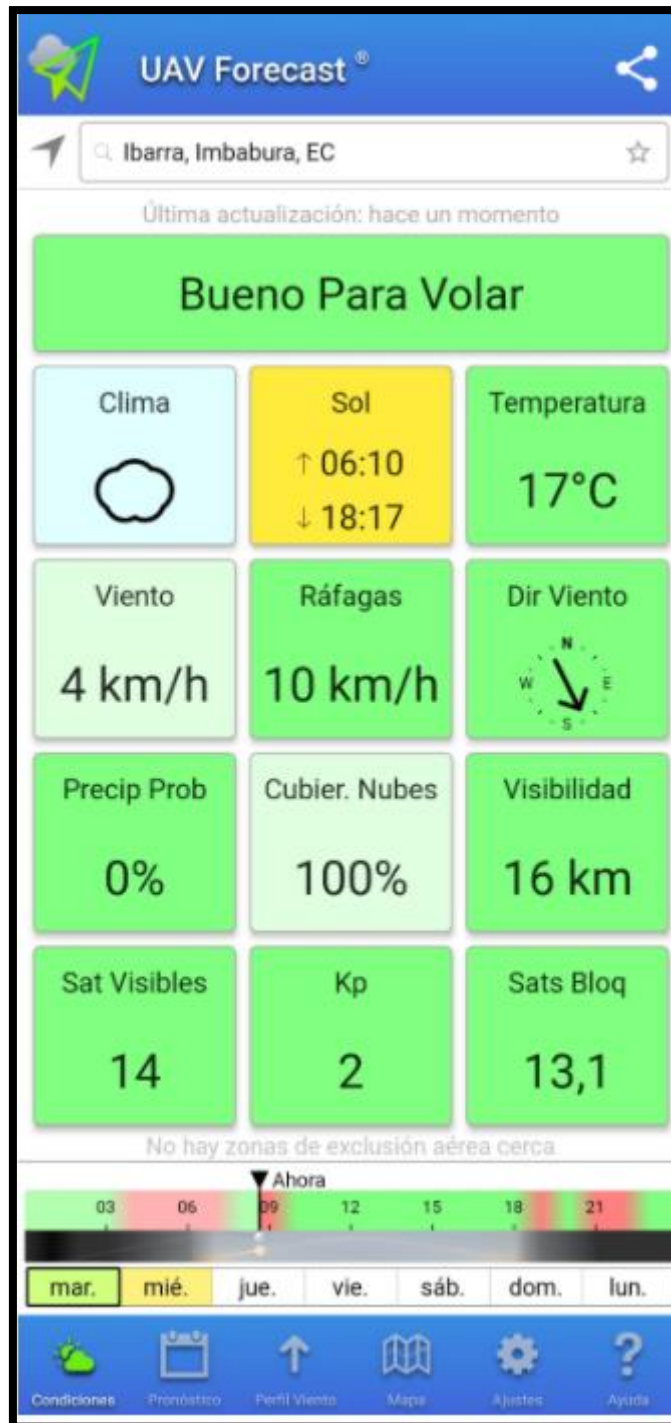 UAV Forecast ®
Ibarra, Imbabura, EC
Última actualización: hace un momento
Bueno Para Volar
Clima
Sol
Temperatura
↑ 06:10
↓ 18:17
17°C
Viento
Ráfagas
Dir Viento
4 km/h
10 km/h
N
W
E
S
Precip Prob
Cubier. Nubes
Visibilidad
0%
100%
16 km
Sat Visibles
Kp
Sats Bloq
14
2
13,1
No hay zonas de exclusión aérea cerca
Ahora
03 06 09 12 15 18 21
mar. mié. jue. vie. sáb. dom. lun.
Condiciones Pronóstico Perfil Viento Mapa Ajustes Ayuda